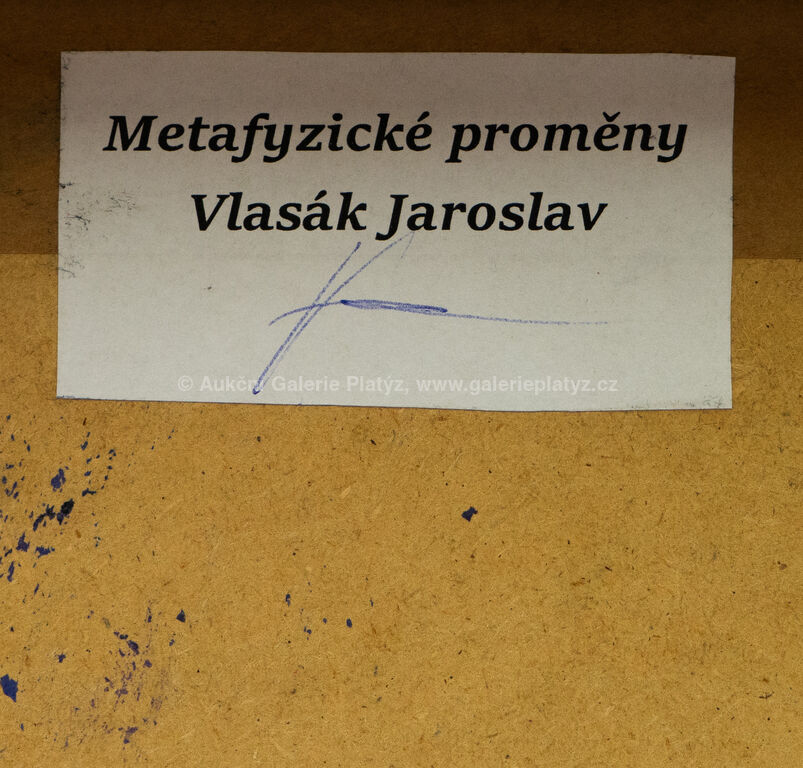 Metafyzické proměny
Vlasák Jaroslav
© Aukční Galerie Platýz, www.galerieplatyz.cz